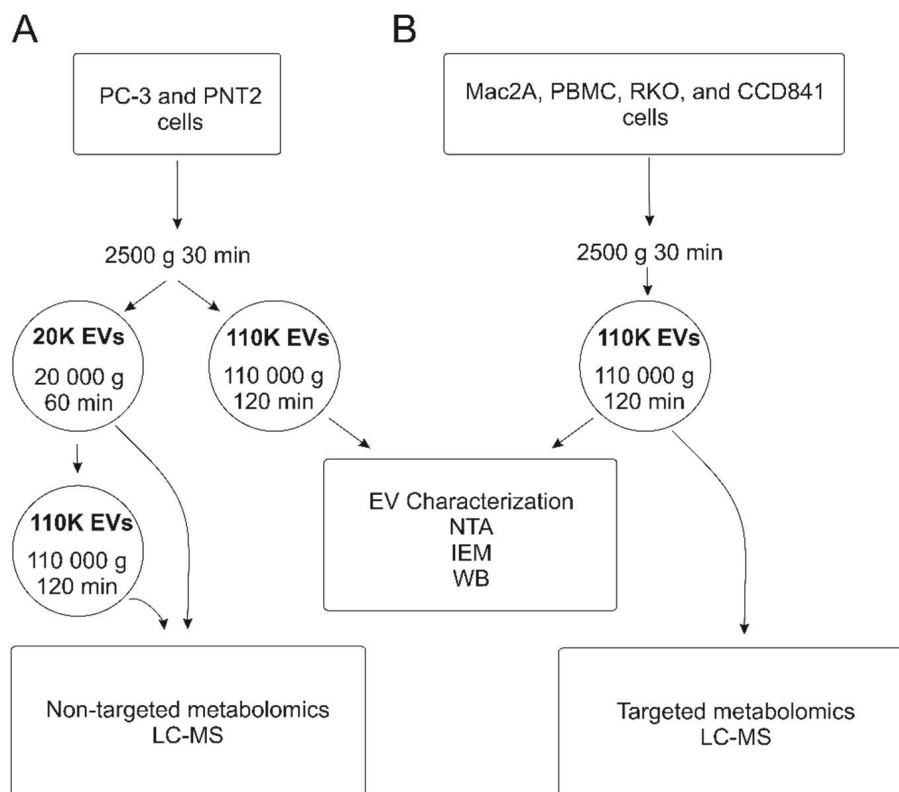 A
PC-3 and PNT2
cells
2500 g 30 min
20K EVs
20 000 g
60 min
110K EVs
110 000 g
120 min
110K EVs
110 000 g
120 min
Non-targeted metabolomics
LC-MS
B
Mac2A, PBMC, RKO, and CCD841
cells
2500 g 30 min
110K EVs
110 000 g
120 min
EV Characterization
NTA
IEM
WB
Targeted metabolomics
LC-MS